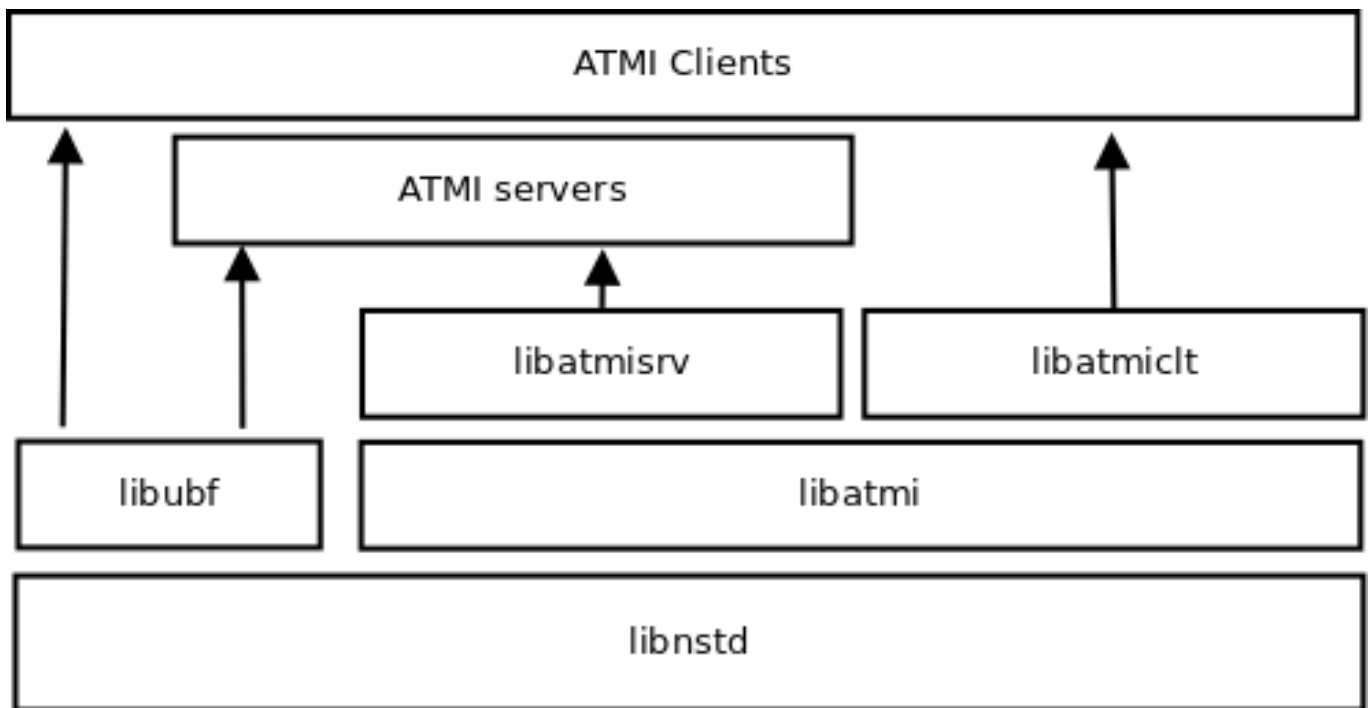 ATMI Clients
ATMI servers
libatmisrv
libatmiclt
libubf
libatmi
libnstd